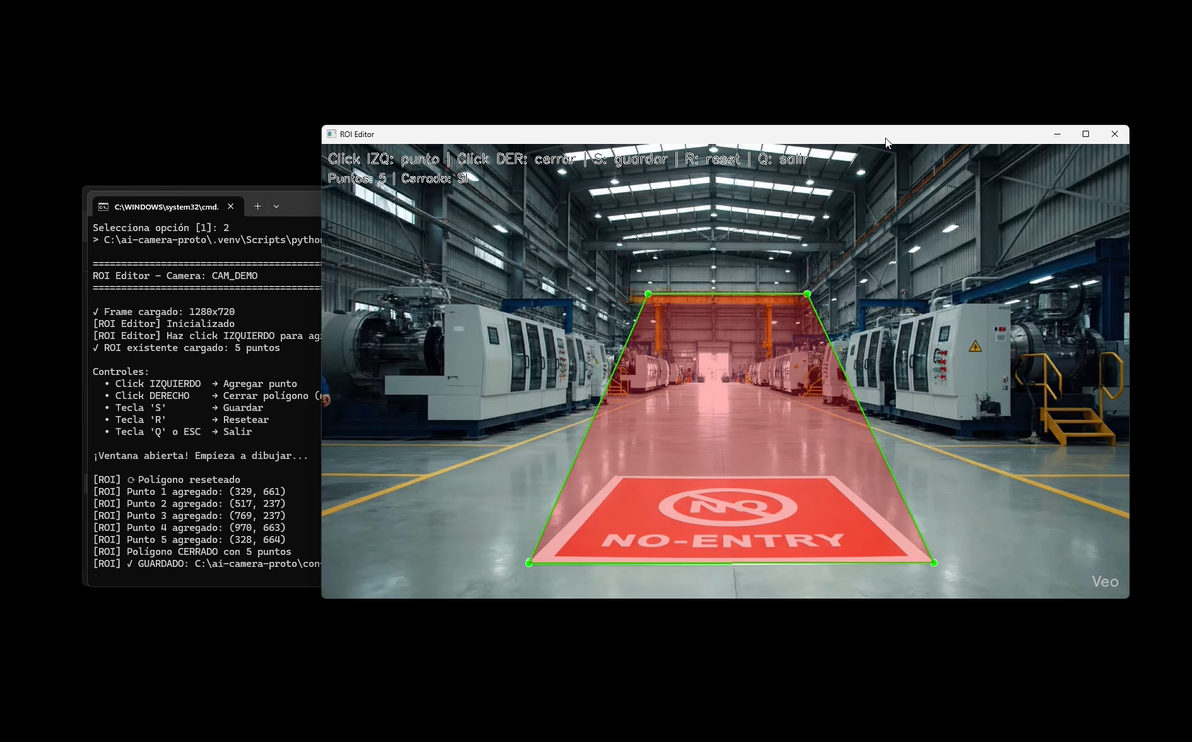 C:\WINDOWS\system32\cmd.
Selecciona opción [1]: 2
> C:\ai-camera-proto\.venv\Scripts\python
ROI Editor - Camera: CAM_DEMO
✓ Frame cargado: 1280x720
[ROI Editor] Inicializado
[ROI Editor] Haz click IZQUIERDO para ag
✓ ROI existente cargado: 5 puntos
Controles:
• Click IZQUIERDO → Agregar punto
• Click DERECHO → Cerrar polígono (
• Tecla 'S' → Guardar
• Tecla 'R' → Resetear
• Tecla 'Q' o ESC → Salir
¡Ventana abierta! Empieza a dibujar...
[ROI] ⟳ Polígono reseteado
[ROI] Punto 1 agregado: (329, 661)
[ROI] Punto 2 agregado: (517, 237)
[ROI] Punto 3 agregado: (769, 237)
[ROI] Punto 4 agregado: (970, 663)
[ROI] Punto 5 agregado: (328, 664)
[ROI] Polígono CERRADO con 5 puntos
[ROI] ✓ GUARDADO: C:\ai-camera-proto\con
ROI Editor
Click IZQ: punto | Click DER: cerrar | S: guardar | R: reset | Q: salir
Puntos: 5 | Cerrado: SI
NO
NO-ENTRY
Veo